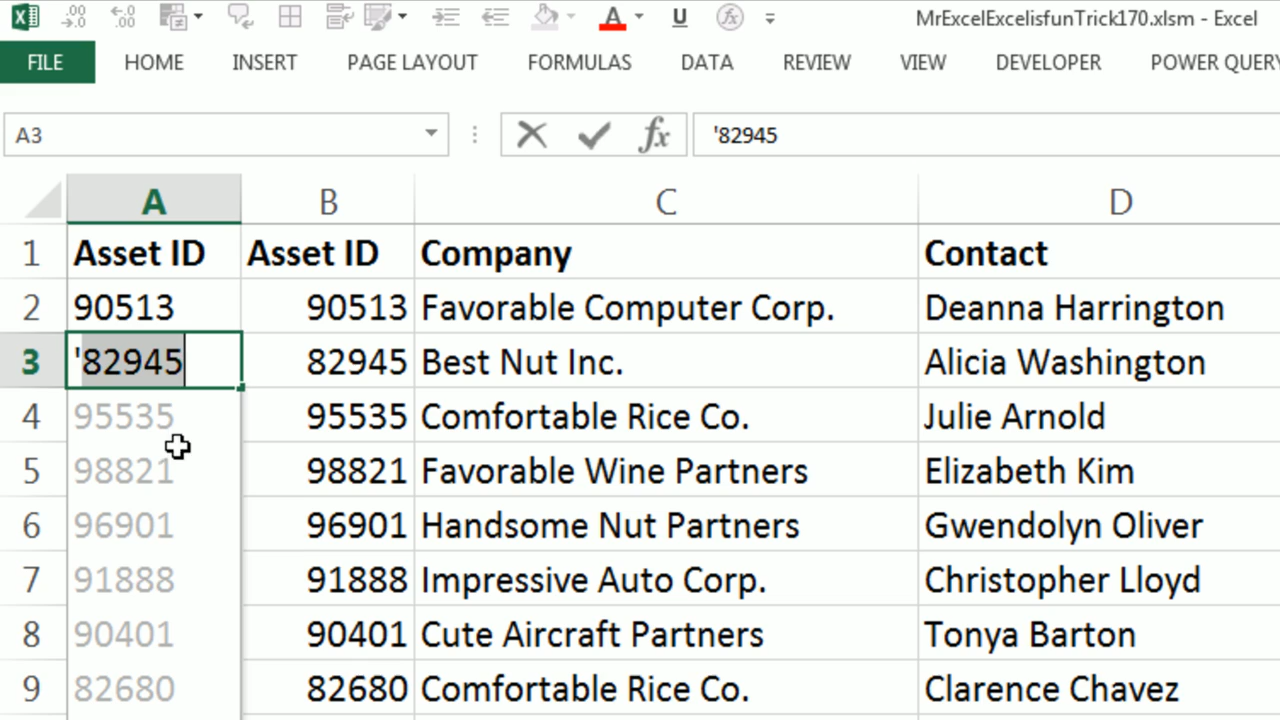 MrExcelExcelisfunTrick170.xlsm - Excel
FILE HOME INSERT PAGE LAYOUT FORMULAS DATA REVIEW VIEW DEVELOPER POWER QUERY
A3 fx '82945
A B C D
1 Asset ID Asset ID Company Contact
2 90513 90513 Favorable Computer Corp. Deanna Harrington
3 '82945 82945 Best Nut Inc. Alicia Washington
4 95535 95535 Comfortable Rice Co. Julie Arnold
5 98821 98821 Favorable Wine Partners Elizabeth Kim
6 96901 96901 Handsome Nut Partners Gwendolyn Oliver
7 91888 91888 Impressive Auto Corp. Christopher Lloyd
8 90401 90401 Cute Aircraft Partners Tonya Barton
9 82680 82680 Comfortable Rice Co. Clarence Chavez